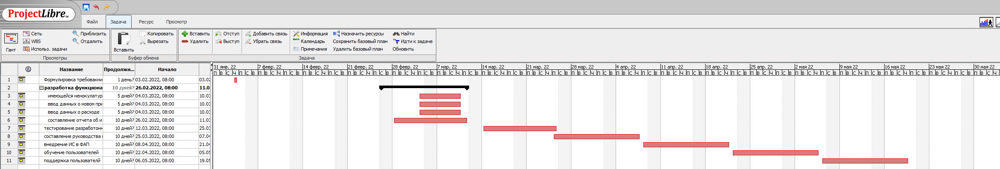 ProjectLibre™
Файл Задача Ресурс Просмотр
Сеть Приблизить Копировать Вставить Отступ Добавить связь Информация Назначить ресурсы Найти
WBS Отдалить Вырезать Удалить Выступ Убрать связь Календарь Сохранить базовый план Идти к задаче
Гант Использ. задачи Вставить Примечания Удалить базовый план Обновить
Просмотры Буфер обмена Задача
Название Продолжи... Начало 31 янв. 22 7 февр. 22 14 февр. 22 21 февр. 22 28 февр. 22 7 мар. 22 14 мар. 22 21 мар. 22 28 мар. 22 4 апр. 22 11 апр. 22 18 апр. 22 25 апр. 22 2 мая 22 9 мая 22 16 мая 22 23 мая 22 30 мая 22
П В С Ч П С В П В С Ч П С В П В С Ч П С В П В С Ч П С В П В С Ч П С В П В С Ч П С В П В С Ч П С В П В С Ч П С В П В С Ч П С В П В С Ч П С В П В С Ч П С В П В С Ч П С В П В С Ч П С В П В С Ч П С В П В С Ч П С В П В С Ч П С В П В С Ч П С В П В С Ч
1 Формулировка требовакни 1 день? 03.02.2022, 08:00 03.02
2 разработка функциона 10 дней? 26.02.2022, 08:00 11.0
3 имеющейся ненокулатур 5 дней? 04.03.2022, 08:00 10.03
4 ввод данных о новом при 5 дней? 04.03.2022, 08:00 10.03
5 ввод данных о расходе 5 дней? 04.03.2022, 08:00 10.03
6 составление отчета об и 10 дней? 26.02.2022, 08:00 11.03
7 тестирование разработонн 10 дней? 12.03.2022, 08:00 25.03
8 составление руководства 10 дней? 25.03.2022, 08:00 07.04
9 внедрение ИС в ФАП 10 дней? 08.04.2022, 08:00 21.04
10 обучение пользователей 10 дней? 22.04.2022, 08:00 05.05
11 поддержка пользователй 10 дней? 06.05.2022, 08:00 19.05